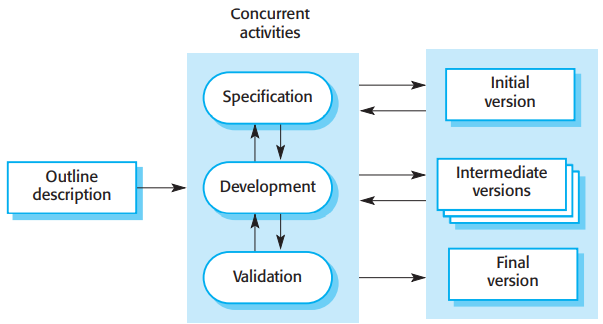 Concurrent
activities
Specification
Initial
version
Outline
description
Development
Intermediate
versions
Validation
Final
version